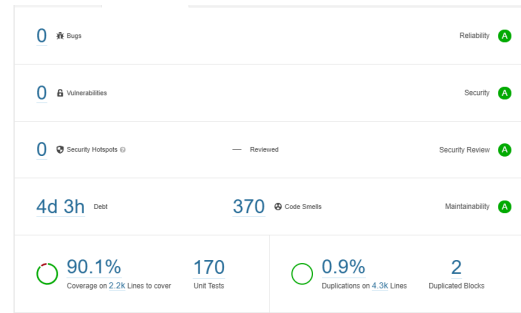 0 Bugs Reliability A
0 Vulnerabilities Security A
0 Security Hotspots ? — Reviewed Security Review A
4d 3h Debt 370 Code Smells Maintainability A
90.1% 170 0.9% 2
Coverage on 2.2k Lines to cover Unit Tests Duplications on 4.3k Lines Duplicated Blocks